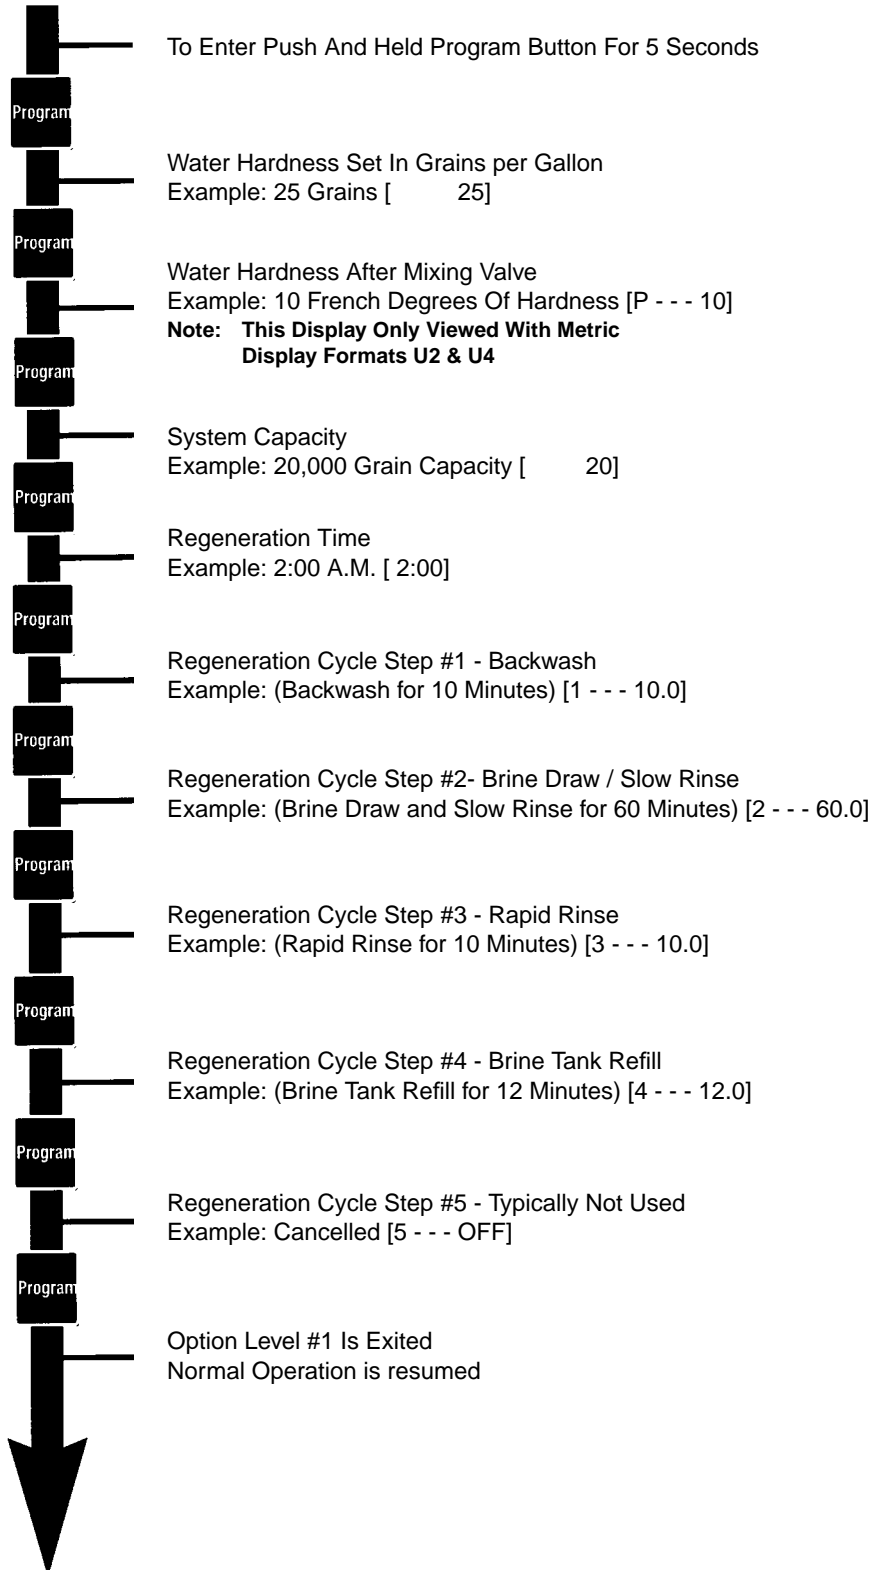 To Enter Push And Held Program Button For 5 Seconds
Program
Water Hardness Set In Grains per Gallon
Example: 25 Grains [ 25]
Program
Water Hardness After Mixing Valve
Example: 10 French Degrees Of Hardness [P - - - 10]
Note: This Display Only Viewed With Metric
Display Formats U2 & U4
Program
System Capacity
Example: 20,000 Grain Capacity [ 20]
Program
Regeneration Time
Example: 2:00 A.M. [ 2:00]
Program
Regeneration Cycle Step #1 - Backwash
Example: (Backwash for 10 Minutes) [1 - - - 10.0]
Program
Regeneration Cycle Step #2- Brine Draw / Slow Rinse
Example: (Brine Draw and Slow Rinse for 60 Minutes) [2 - - - 60.0]
Program
Regeneration Cycle Step #3 - Rapid Rinse
Example: (Rapid Rinse for 10 Minutes) [3 - - - 10.0]
Program
Regeneration Cycle Step #4 - Brine Tank Refill
Example: (Brine Tank Refill for 12 Minutes) [4 - - - 12.0]
Program
Regeneration Cycle Step #5 - Typically Not Used
Example: Cancelled [5 - - - OFF]
Program
Option Level #1 Is Exited
Normal Operation is resumed